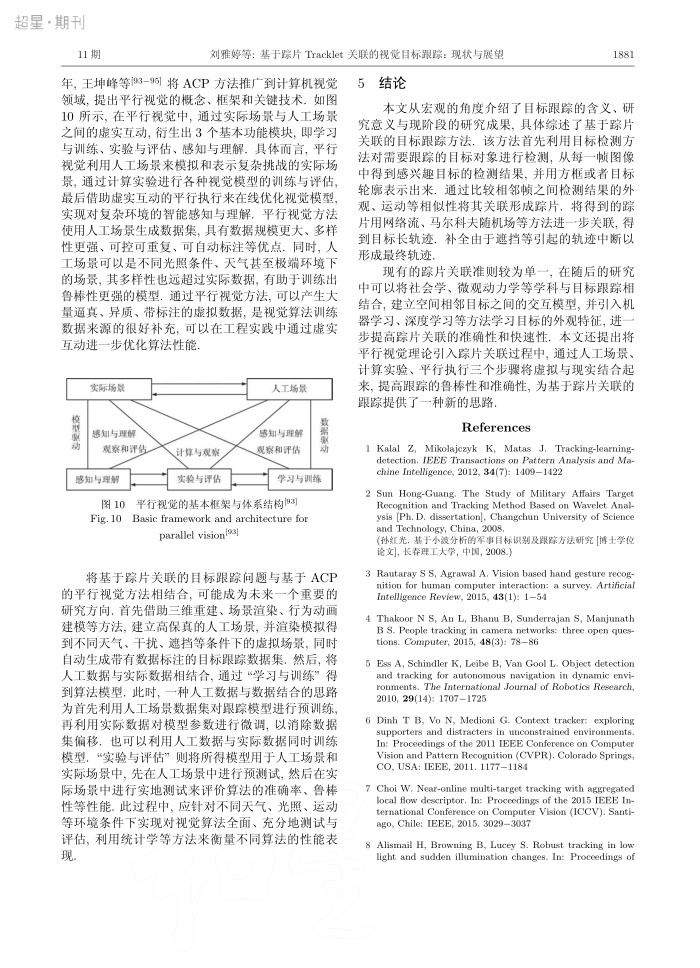 超星·期刊
11 期
刘雅婷等: 基于踪片 Tracklet 关联的视觉目标跟踪: 现状与展望
1881
年, 王坤峰等[93−95] 将 ACP 方法推广到计算机视觉
领域, 提出平行视觉的概念、框架和关键技术. 如图
10 所示, 在平行视觉中, 通过实际场景与人工场景
之间的虚实互动, 衍生出 3 个基本功能模块, 即学习
与训练、实验与评估、感知与理解. 具体而言, 平行
视觉利用人工场景来模拟和表示复杂挑战的实际场
景, 通过计算实验进行各种视觉模型的训练与评估,
最后借助虚实互动的平行执行来在线优化视觉模型,
实现对复杂环境的智能感知与理解. 平行视觉方法
使用人工场景生成数据集, 具有数据规模更大、多样
性更强、可控可重复、可自动标注等优点. 同时, 人
工场景可以是不同光照条件、天气甚至极端环境下
的场景, 其多样性也远超过实际数据, 有助于训练出
鲁棒性更强的模型. 通过平行视觉方法, 可以产生大
量逼真、异质、带标注的虚拟数据, 是视觉算法训练
数据来源的很好补充, 可以在工程实践中通过虚实
互动进一步优化算法性能.
实际场景
人工场景
模型驱动
感知与理解
观察和评估
计算与观察
感知与理解
观察和评估
数据驱动
感知与理解
实验与评估
学习与训练
图 10 平行视觉的基本框架与体系结构[93]
Fig. 10 Basic framework and architecture for
parallel vision[93]
将基于踪片关联的目标跟踪问题与基于 ACP
的平行视觉方法相结合, 可能成为未来一个重要的
研究方向. 首先借助三维重建、场景渲染、行为动画
建模等方法, 建立高保真的人工场景, 并渲染模拟得
到不同天气、干扰、遮挡等条件下的虚拟场景, 同时
自动生成带有数据标注的目标跟踪数据集. 然后, 将
人工数据与实际数据相结合, 通过 “学习与训练” 得
到算法模型. 此时, 一种人工数据与数据结合的思路
为首先利用人工场景数据集对跟踪模型进行预训练,
再利用实际数据对模型参数进行微调, 以消除数据
集偏移. 也可以利用人工数据与实际数据同时训练
模型. “实验与评估” 则将所得模型用于人工场景和
实际场景中, 先在人工场景中进行预测试, 然后在实
际场景中进行实地测试来评价算法的准确率、鲁棒
性等性能. 此过程中, 应针对不同天气、光照、运动
等环境条件下实现对视觉算法全面、充分地测试与
评估, 利用统计学等方法来衡量不同算法的性能表
现.
5 结论
本文从宏观的角度介绍了目标跟踪的含义、研
究意义与现阶段的研究成果, 具体综述了基于踪片
关联的目标跟踪方法. 该方法首先利用目标检测方
法对需要跟踪的目标对象进行检测, 从每一帧图像
中得到感兴趣目标的检测结果, 并用方框或者目标
轮廓表示出来. 通过比较相邻帧之间检测结果的外
观、运动等相似性将其关联形成踪片. 将得到的踪
片用网络流、马尔科夫随机场等方法进一步关联, 得
到目标长轨迹. 补全由于遮挡等引起的轨迹中断以
形成最终轨迹.
现有的踪片关联准则较为单一, 在随后的研究
中可以将社会学、微观动力学等学科与目标跟踪相
结合, 建立空间相邻目标之间的交互模型, 并引入机
器学习、深度学习等方法学习目标的外观特征, 进一
步提高踪片关联的准确性和快速性. 本文还提出将
平行视觉理论引入踪片关联过程中, 通过人工场景、
计算实验、平行执行三个步骤将虚拟与现实结合起
来, 提高跟踪的鲁棒性和准确性, 为基于踪片关联的
跟踪提供了一种新的思路.
References
1 Kalal Z, Mikolajczyk K, Matas J. Tracking-learning-
detection. IEEE Transactions on Pattern Analysis and Ma-
chine Intelligence, 2012, 34(7): 1409−1422
2 Sun Hong-Guang. The Study of Military Affairs Target
Recognition and Tracking Method Based on Wavelet Anal-
ysis [Ph. D. dissertation], Changchun University of Science
and Technology, China, 2008.
(孙红光. 基于小波分析的军事目标识别及跟踪方法研究 [博士学位
论文], 长春理工大学, 中国, 2008.)
3 Rautaray S S, Agrawal A. Vision based hand gesture recog-
nition for human computer interaction: a survey. Artificial
Intelligence Review, 2015, 43(1): 1−54
4 Thakoor N S, An L, Bhanu B, Sunderrajan S, Manjunath
B S. People tracking in camera networks: three open ques-
tions. Computer, 2015, 48(3): 78−86
5 Ess A, Schindler K, Leibe B, Van Gool L. Object detection
and tracking for autonomous navigation in dynamic envi-
ronments. The International Journal of Robotics Research,
2010, 29(14): 1707−1725
6 Dinh T B, Vo N, Medioni G. Context tracker: exploring
supporters and distracters in unconstrained environments.
In: Proceedings of the 2011 IEEE Conference on Computer
Vision and Pattern Recognition (CVPR). Colorado Springs,
CO, USA: IEEE, 2011. 1177−1184
7 Choi W. Near-online multi-target tracking with aggregated
local flow descriptor. In: Proceedings of the 2015 IEEE In-
ternational Conference on Computer Vision (ICCV). Santi-
ago, Chile: IEEE, 2015. 3029−3037
8 Alismail H, Browning B, Lucey S. Robust tracking in low
light and sudden illumination changes. In: Proceedings of